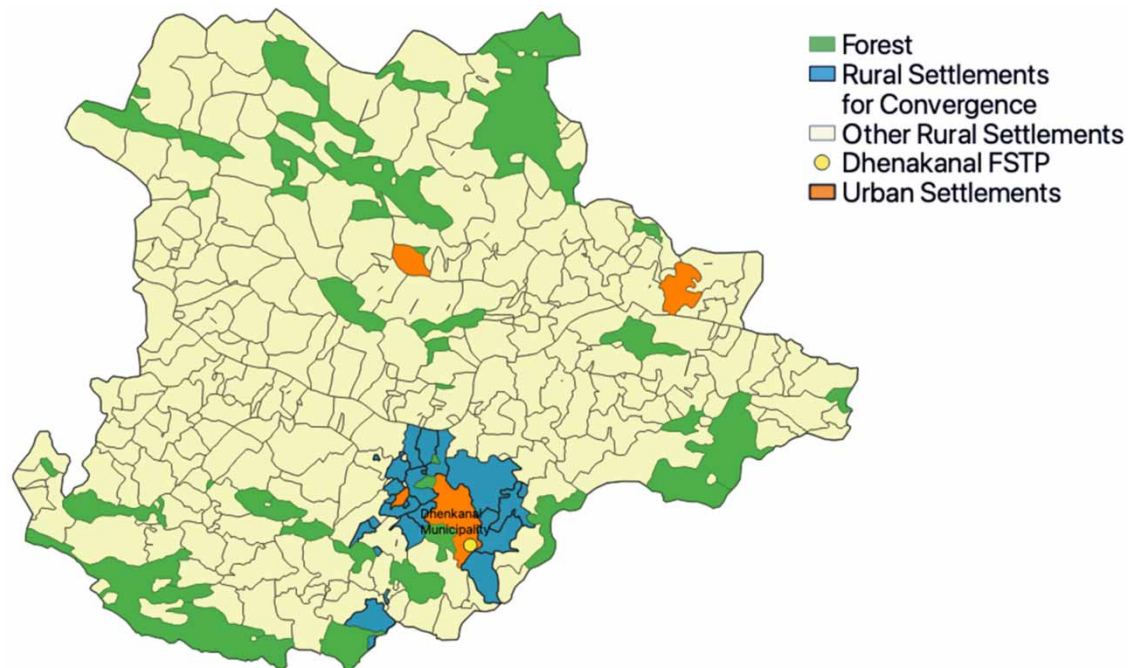 Forest
Rural Settlements
for Convergence
Other Rural Settlements
Dhenakanal FSTP
Urban Settlements
Dhenkanal
Municipality